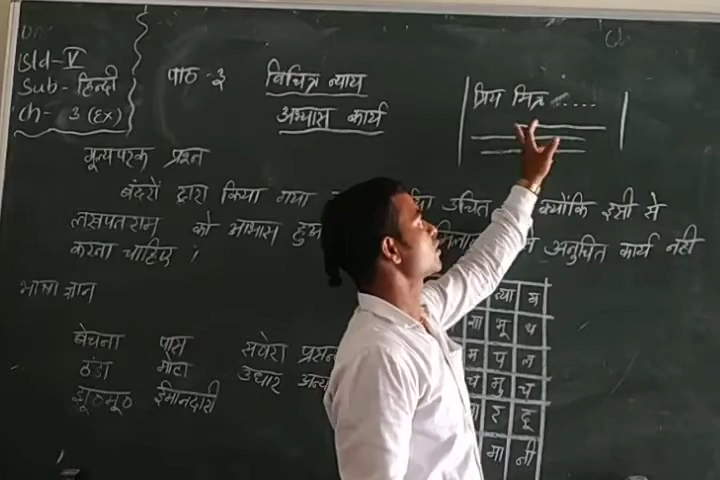 Std-V
Sub- हिन्दी
Ch- 3 (Ex)
पाठ-3 विचित्र न्याय
अभ्यास कार्य
प्रिय मित्र .....
मूल्यपरक प्रश्न
बंदरों द्वारा किया गया उचित क्योंकि इसी से
लखपतराम को आभास हुआ अनुचित कार्य नहीं
करना चाहिए ।
भाषा ज्ञान
बेचना पास सवेरा
ठंडा मोटा उधार
झूठमूठ ईमानदारी
त्या य
मू थ
म प ल
च मु च
र दू
मा नी